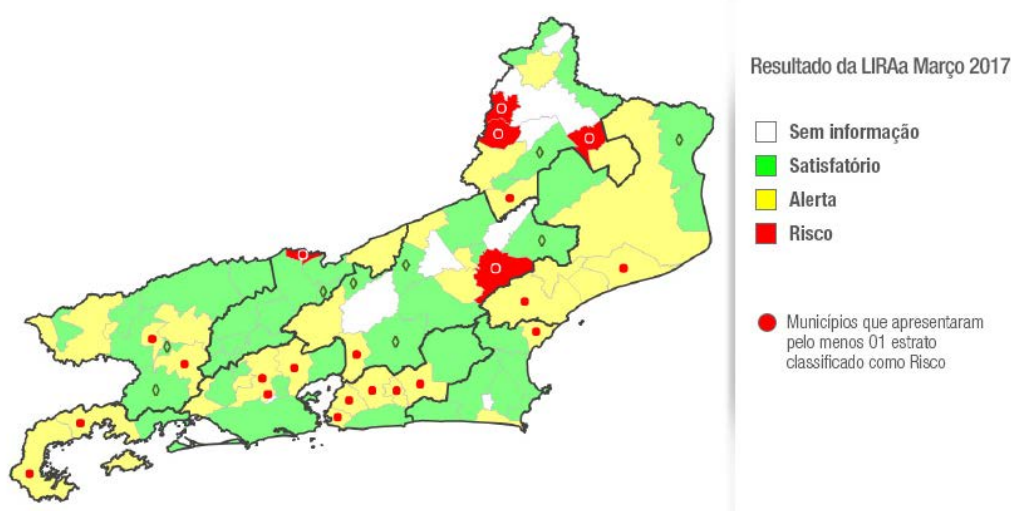 Resultado da LIRAa Março 2017
Sem informação
Satisfatório
Alerta
Risco
Municípios que apresentaram
pelo menos 01 estrato
classificado como Risco